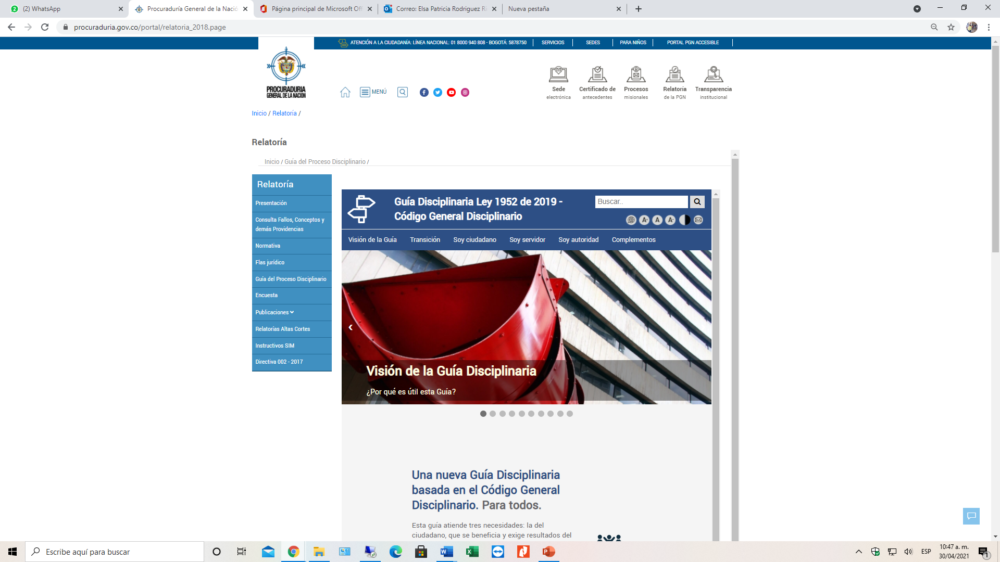 (2) WhatsApp
Procuraduría General de la Nació
Página principal de Microsoft Off
Correo: Elsa Patricia Rodriguez Ri
Nueva pestaña
procuraduria.gov.co/portal/relatoria_2018.page
ATENCIÓN A LA CIUDADANÍA: LÍNEA NACIONAL: 01 8000 940 808 - BOGOTÁ: 5878750
SERVICIOS
SEDES
PARA NIÑOS
PORTAL PGN ACCESIBLE
PROCURADURIA
GENERAL DE LA NACION
MENÚ
Sede
electrónica
Certificado de
antecedentes
Procesos
misionales
Relatoría
de la PGN
Transparencia
institucional
Inicio / Relatoría /
Relatoría
Inicio / Guía del Proceso Disciplinario /
Relatoría
Presentación
Consulta Fallos, Conceptos y
demás Providencias
Normativa
Flas jurídico
Guía del Proceso Disciplinario
Encuesta
Publicaciones
Relatorías Altas Cortes
Instructivos SIM
Directiva 002 - 2017
Guía Disciplinaria Ley 1952 de 2019 -
Código General Disciplinario
Buscar..
A+ A A-
Visión de la Guía
Transición
Soy ciudadano
Soy servidor
Soy autoridad
Complementos
Visión de la Guía Disciplinaria
¿Por qué es útil esta Guía?
Una nueva Guía Disciplinaria
basada en el Código General
Disciplinario. Para todos.
Esta guía atiende tres necesidades: la del
ciudadano, que se beneficia y exige resultados del
Escribe aquí para buscar
ESP
10:47 a. m.
30/04/2021
1